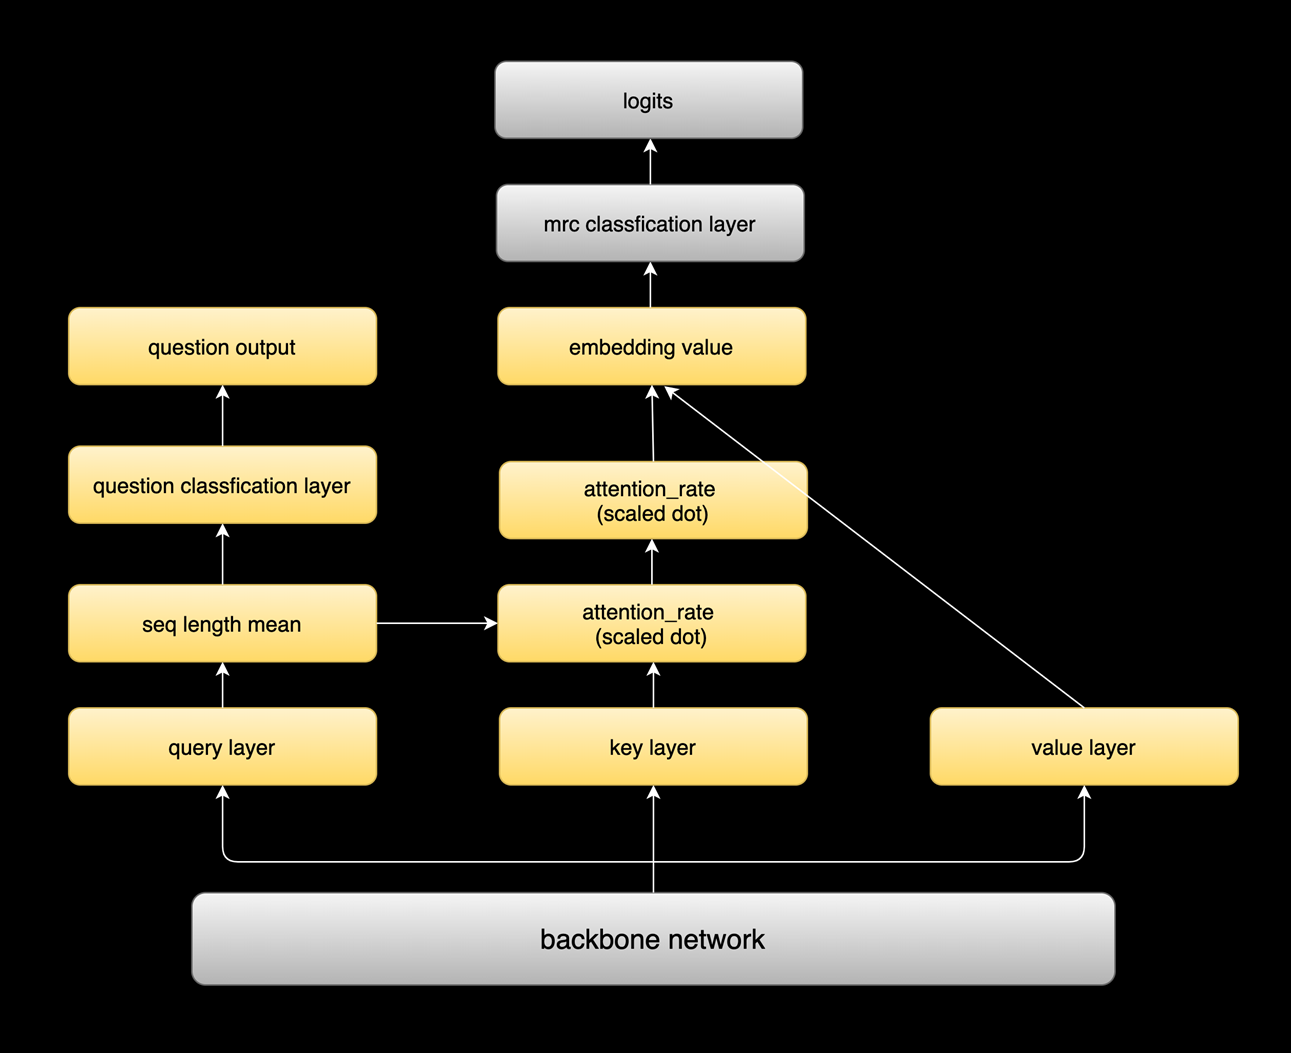 logits
mrc classfication layer
question output
embedding value
question classfication layer
attention_rate
(scaled dot)
seq length mean
attention_rate
(scaled dot)
query layer
key layer
value layer
backbone network